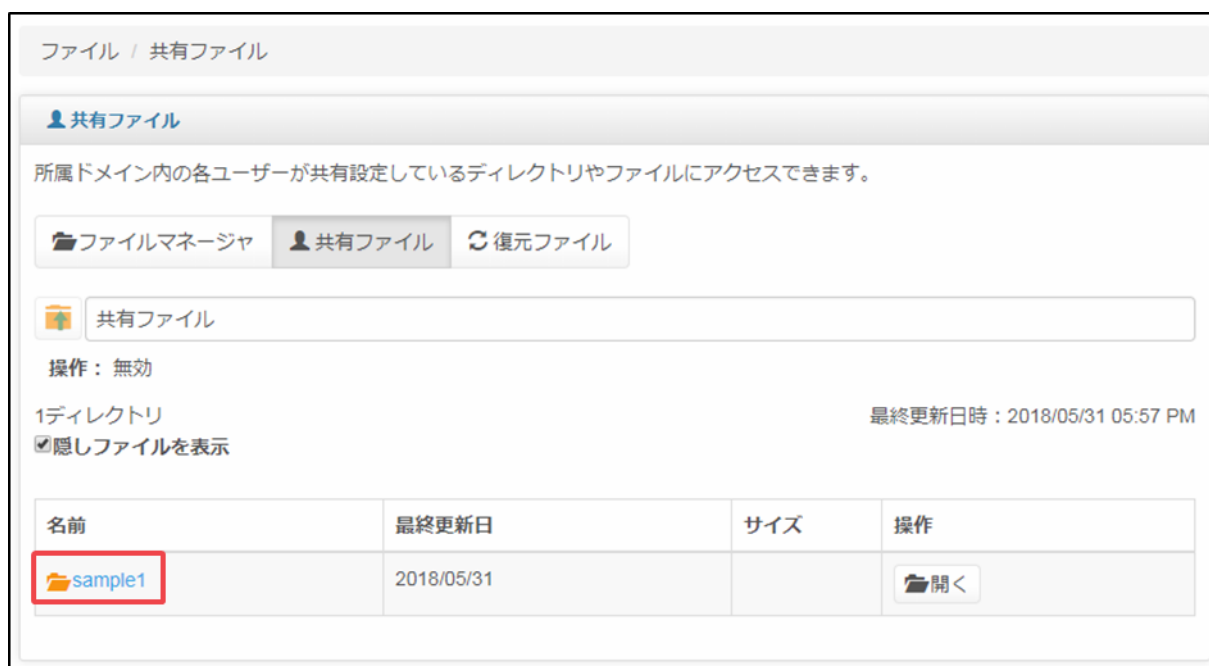 ファイル / 共有ファイル
共有ファイル
所属ドメイン内の各ユーザーが共有設定しているディレクトリやファイルにアクセスできます。
ファイルマネージャ 共有ファイル 復元ファイル
共有ファイル
操作： 無効
1ディレクトリ 最終更新日時：2018/05/31 05:57 PM
隠しファイルを表示
名前 最終更新日 サイズ 操作
sample1 2018/05/31 開く